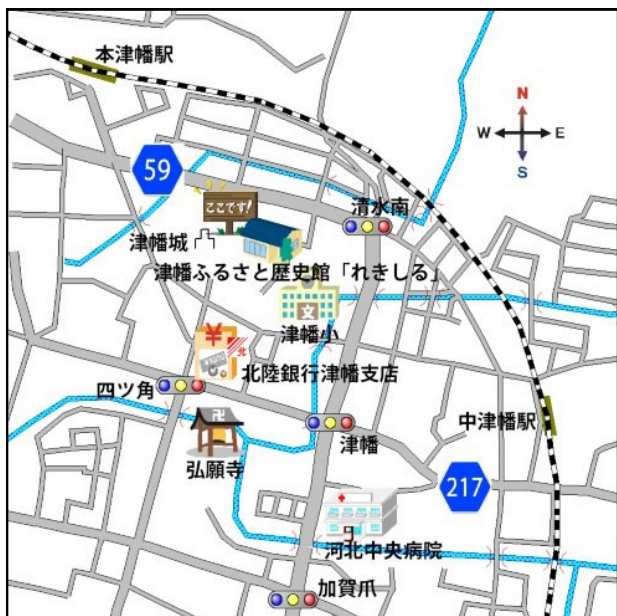 本津幡駅
N
W
E
S
59
ここです!
清水南
津幡城
津幡ふるさと歴史館「れきしる」
文
津幡小
¥
北
北陸銀行津幡支店
四ツ角
卍
弘願寺
津幡
中津幡駅
217
河北中央病院
加賀爪